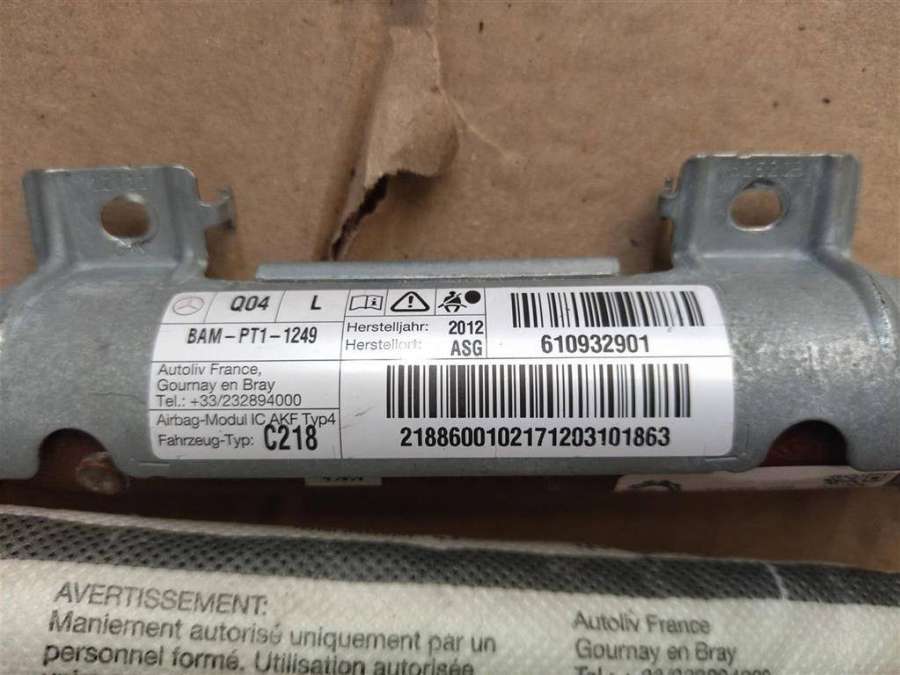 Q04 L
BAM-PT1-1249
Herstelljahr: 2012
Herstellort: ASG
610932901
Autoliv France,
Gournay en Bray
Tel.: +33/232894000
Airbag-Modul IC AKF Typ4
Fahrzeug-Typ: C218
2188600102171203101863
AVERTISSEMENT:
Maniement autorisé uniquement par un
personnel formé. Utilisation autorisée
Autoliv France
Gournay en Bray